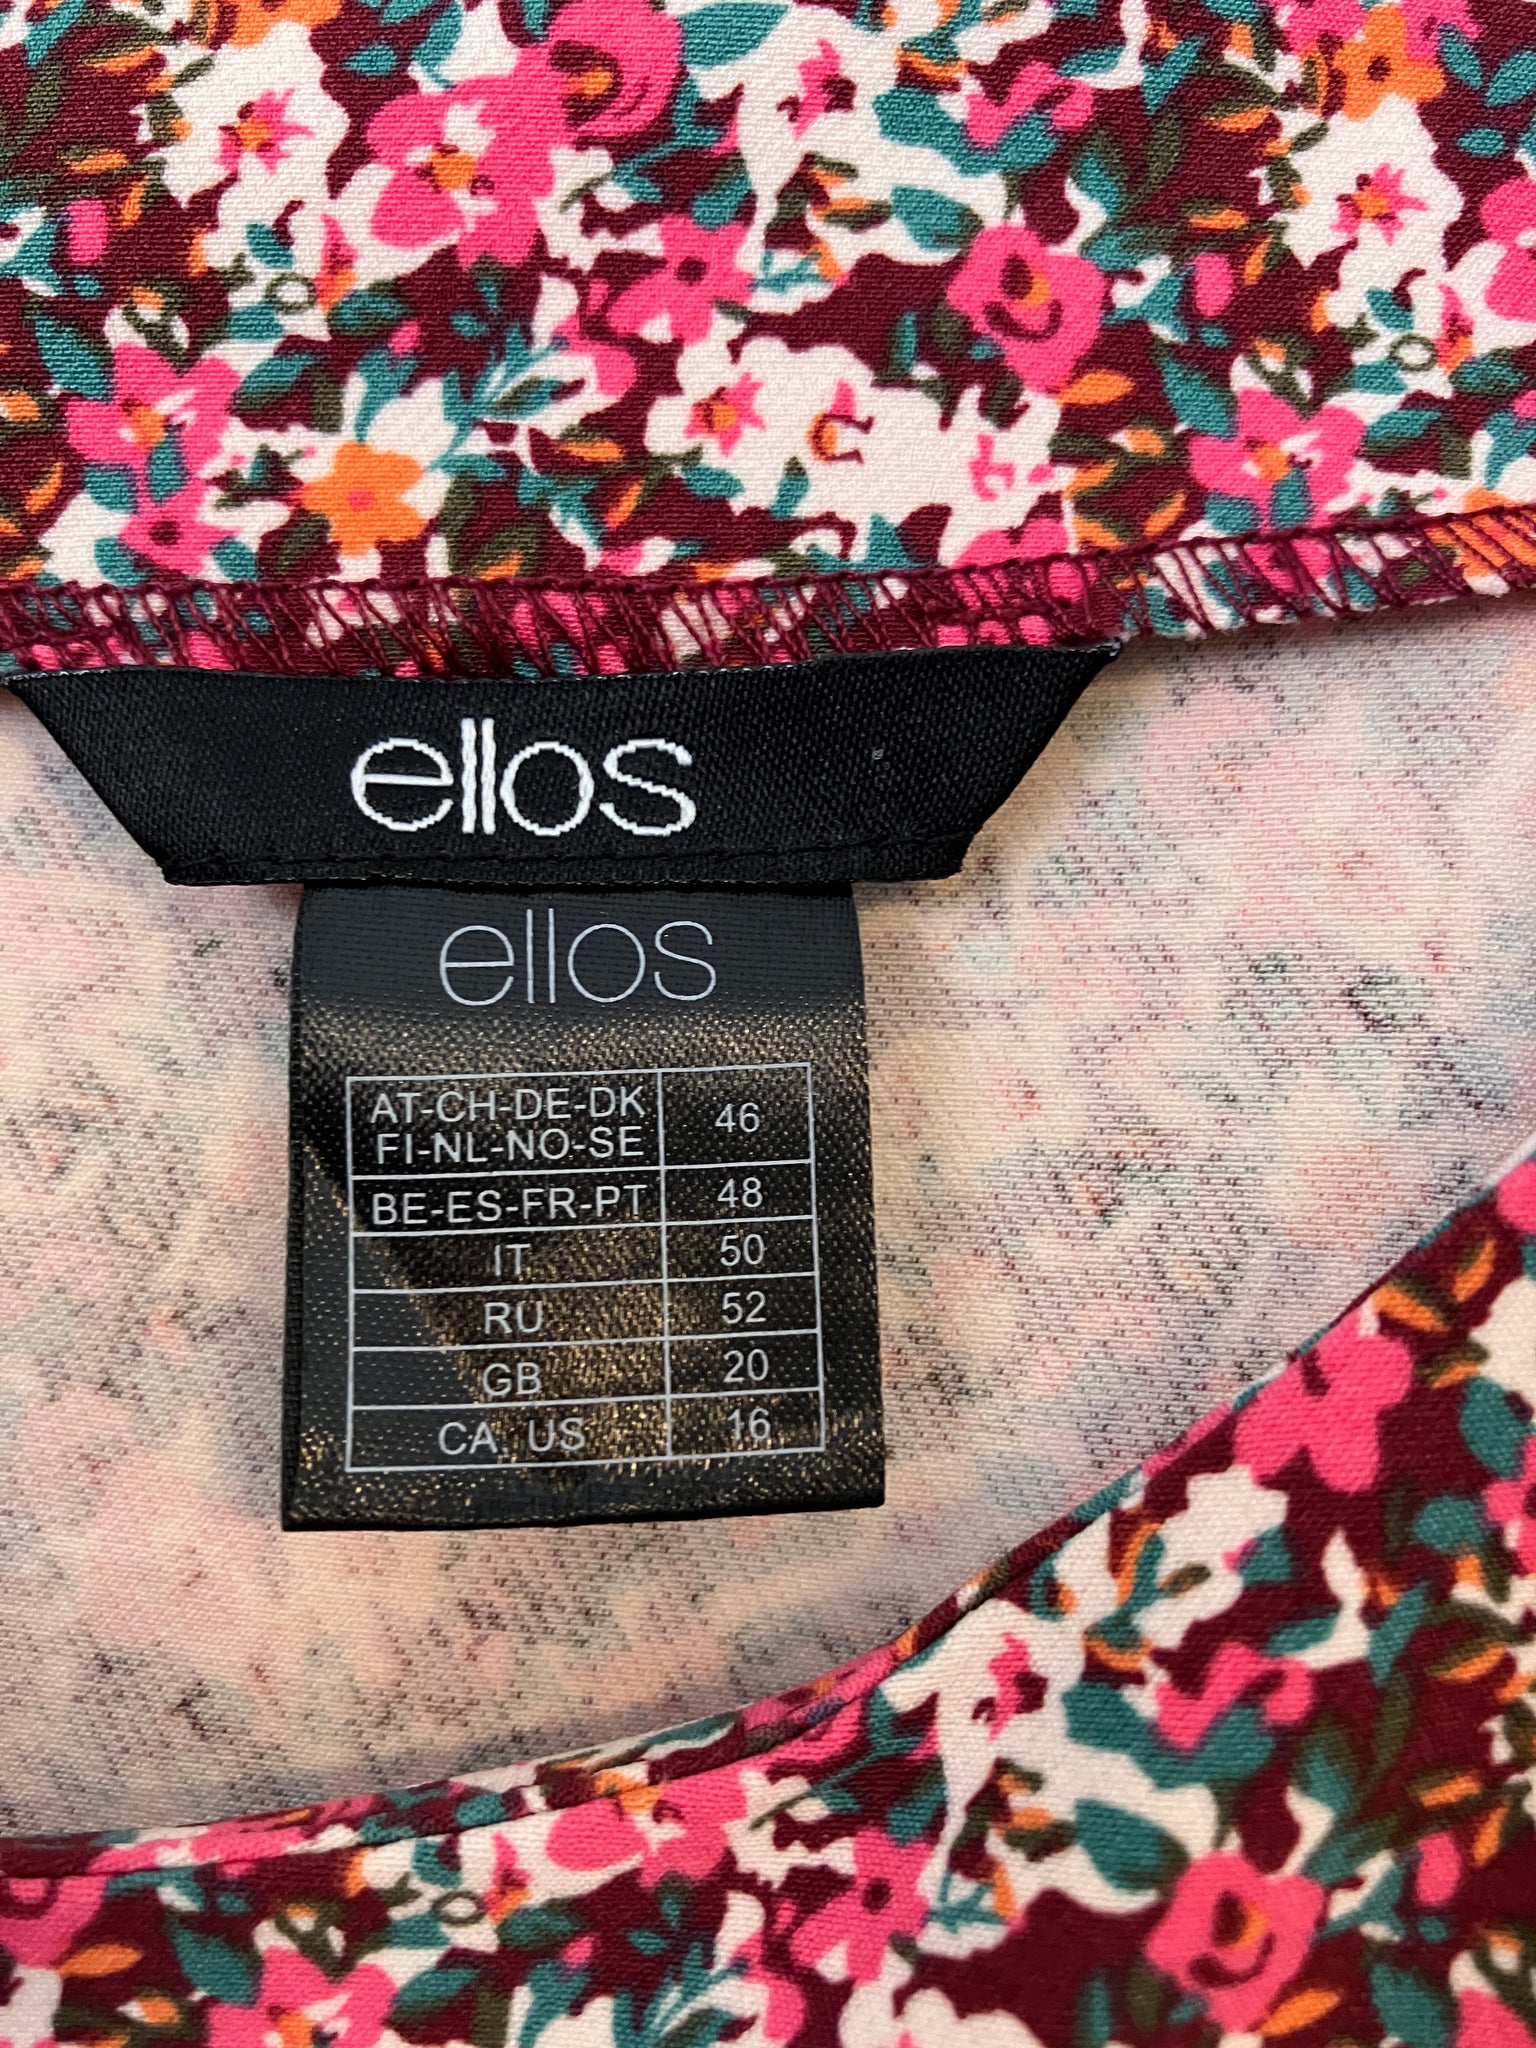 ellos
ellos
AT-CH-DE-DK 46
FI-NL-NO-SE
BE-ES-FR-PT 48
IT 50
RU 52
GB 20
CA, US 16